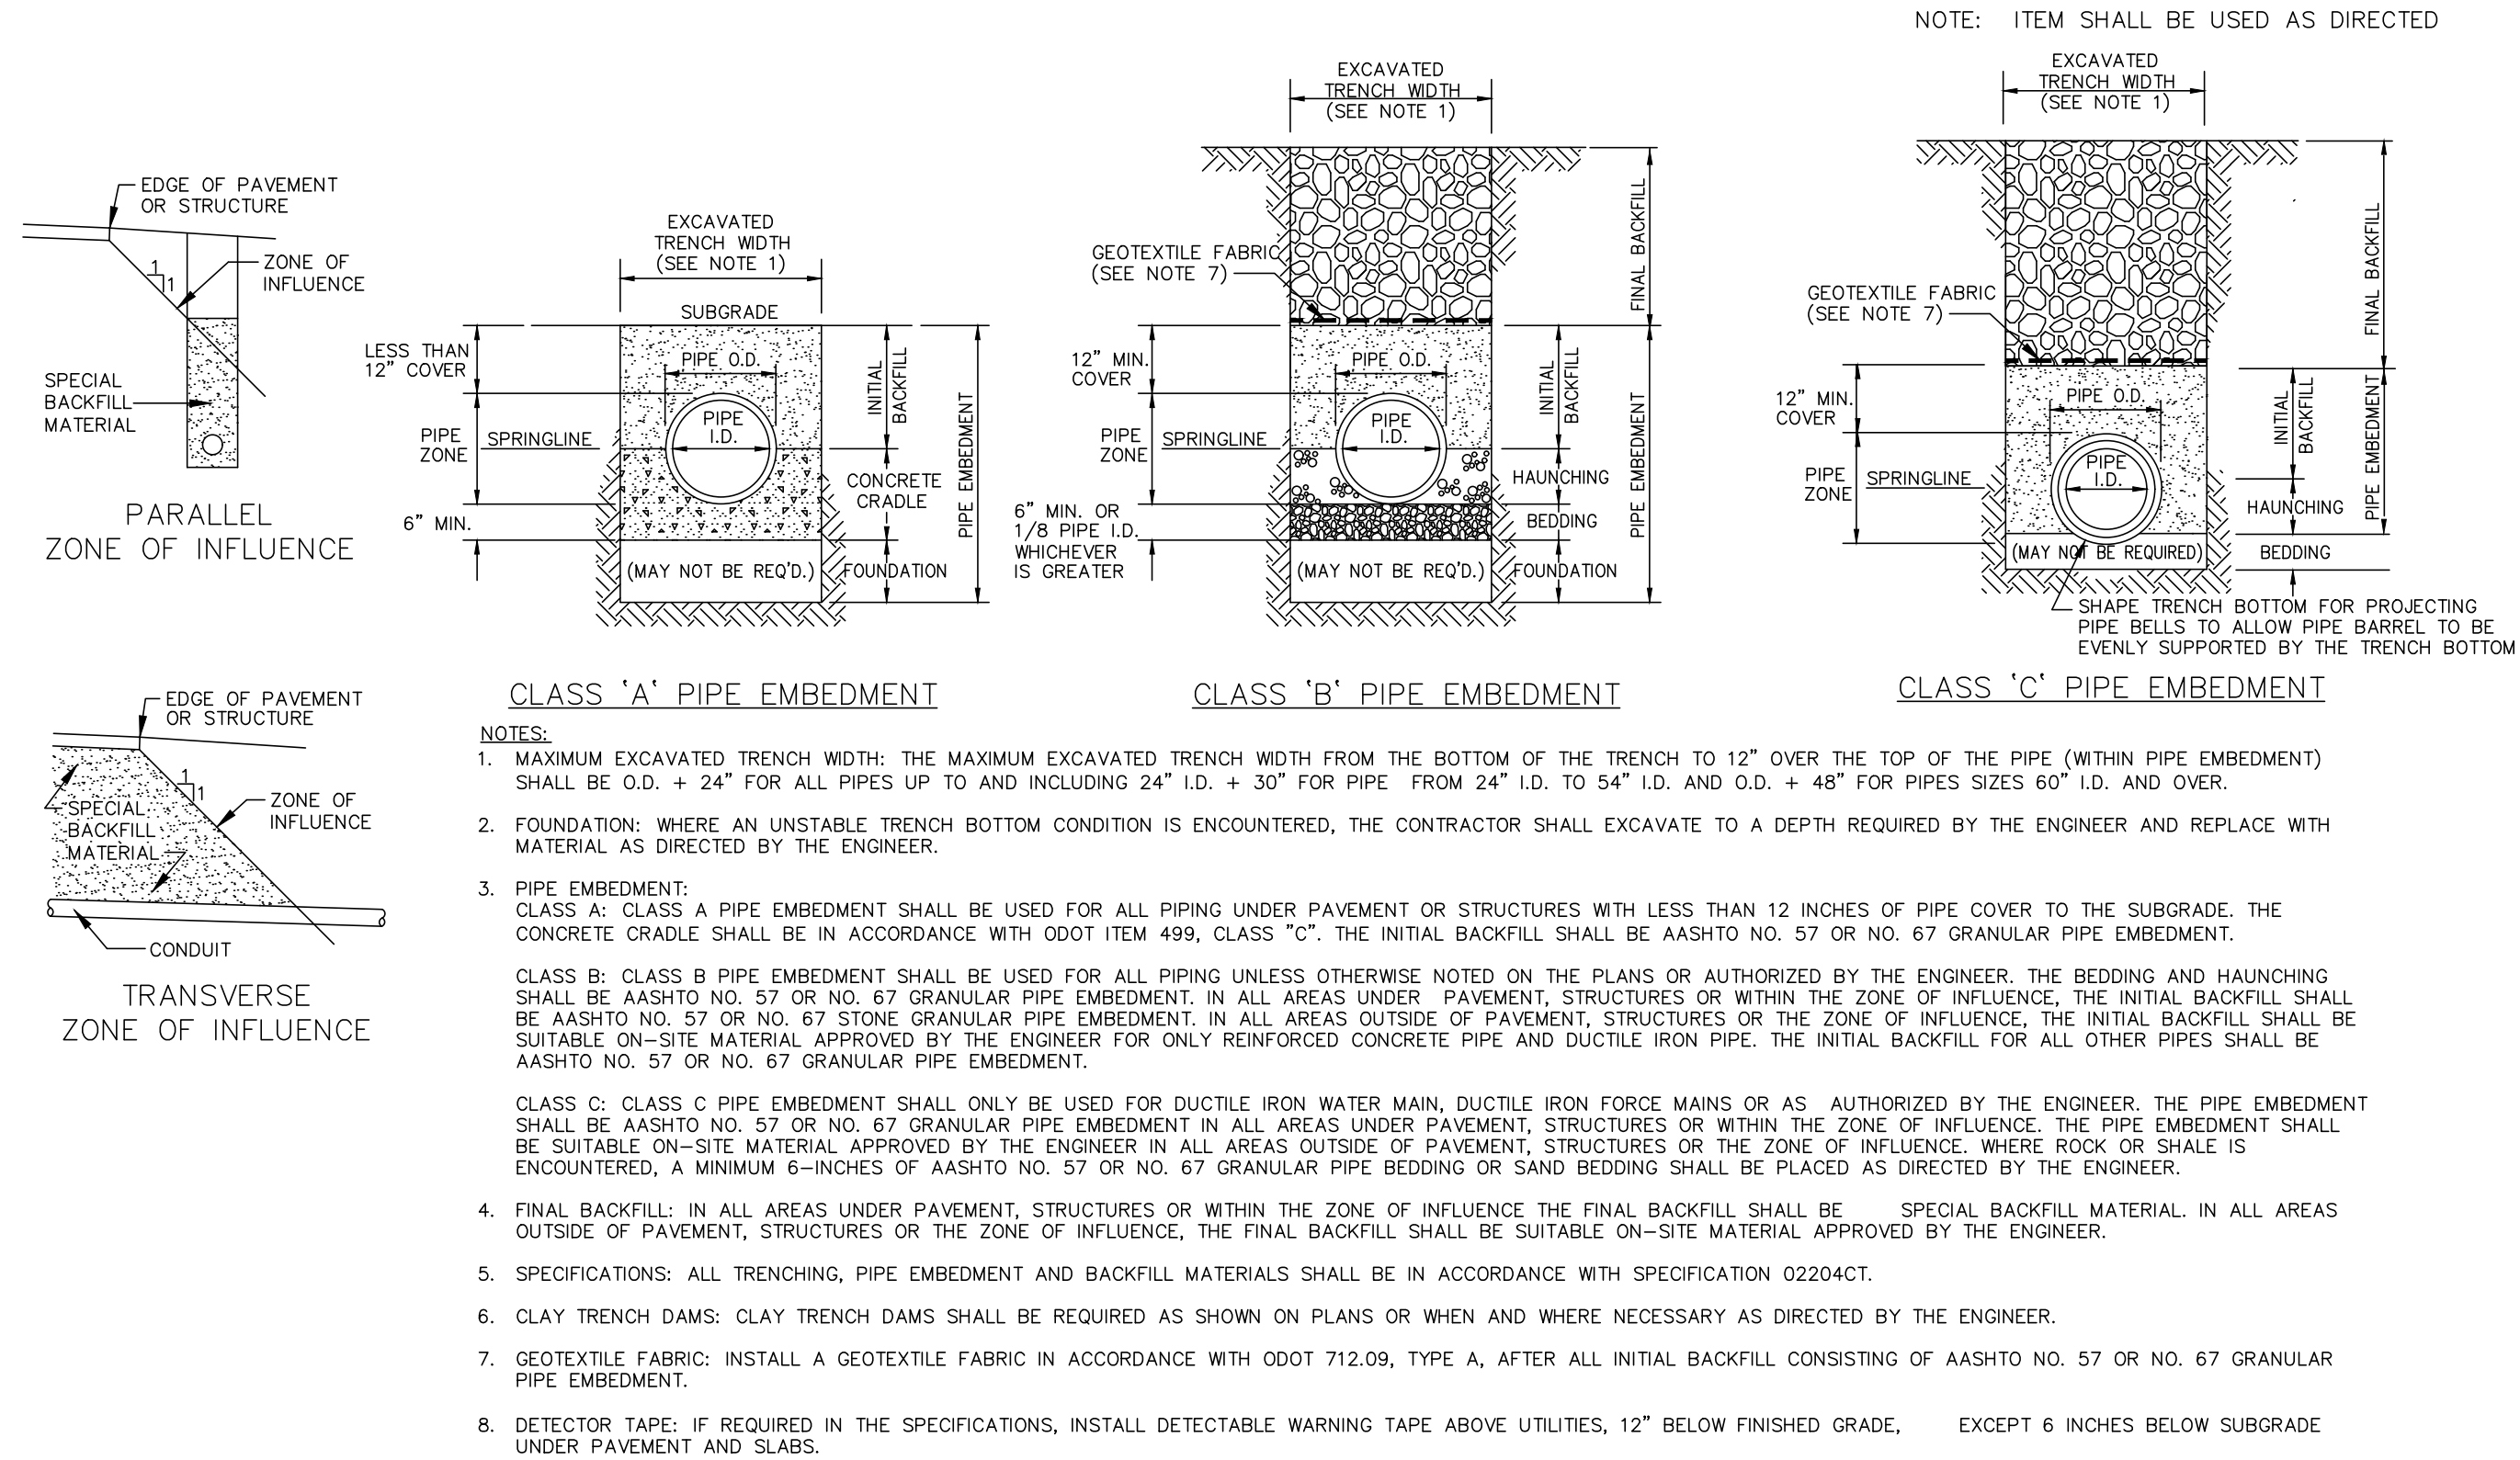 NOTE: ITEM SHALL BE USED AS DIRECTED
EDGE OF PAVEMENT
OR STRUCTURE
1
1
ZONE OF
INFLUENCE
SPECIAL
BACKFILL
MATERIAL
PARALLEL
ZONE OF INFLUENCE
EDGE OF PAVEMENT
OR STRUCTURE
1
1
SPECIAL
BACKFILL
MATERIAL
ZONE OF
INFLUENCE
CONDUIT
TRANSVERSE
ZONE OF INFLUENCE
EXCAVATED
TRENCH WIDTH
(SEE NOTE 1)
SUBGRADE
LESS THAN
12" COVER
PIPE O.D.
PIPE
I.D.
PIPE
ZONE
SPRINGLINE
6" MIN.
INITIAL
BACKFILL
CONCRETE
CRADLE
PIPE EMBEDMENT
(MAY NOT BE REQ'D.)
FOUNDATION
CLASS 'A' PIPE EMBEDMENT
EXCAVATED
TRENCH WIDTH
(SEE NOTE 1)
GEOTEXTILE FABRIC
(SEE NOTE 7)
FINAL BACKFILL
12" MIN.
COVER
PIPE O.D.
PIPE
I.D.
PIPE
ZONE
SPRINGLINE
INITIAL
BACKFILL
HAUNCHING
PIPE EMBEDMENT
6" MIN. OR
1/8 PIPE I.D.
WHICHEVER
IS GREATER
BEDDING
(MAY NOT BE REQ'D.)
FOUNDATION
CLASS 'B' PIPE EMBEDMENT
EXCAVATED
TRENCH WIDTH
(SEE NOTE 1)
GEOTEXTILE FABRIC
(SEE NOTE 7)
FINAL BACKFILL
12" MIN.
COVER
PIPE O.D.
PIPE
I.D.
PIPE
ZONE
SPRINGLINE
INITIAL
BACKFILL
HAUNCHING
PIPE EMBEDMENT
(MAY NOT BE REQUIRED)
BEDDING
SHAPE TRENCH BOTTOM FOR PROJECTING
PIPE BELLS TO ALLOW PIPE BARREL TO BE
EVENLY SUPPORTED BY THE TRENCH BOTTOM
CLASS 'C' PIPE EMBEDMENT
NOTES:
1. MAXIMUM EXCAVATED TRENCH WIDTH: THE MAXIMUM EXCAVATED TRENCH WIDTH FROM THE BOTTOM OF THE TRENCH TO 12" OVER THE TOP OF THE PIPE (WITHIN PIPE EMBEDMENT)
SHALL BE O.D. + 24" FOR ALL PIPES UP TO AND INCLUDING 24" I.D. + 30" FOR PIPE FROM 24" I.D. TO 54" I.D. AND O.D. + 48" FOR PIPES SIZES 60" I.D. AND OVER.
2. FOUNDATION: WHERE AN UNSTABLE TRENCH BOTTOM CONDITION IS ENCOUNTERED, THE CONTRACTOR SHALL EXCAVATE TO A DEPTH REQUIRED BY THE ENGINEER AND REPLACE WITH
MATERIAL AS DIRECTED BY THE ENGINEER.
3. PIPE EMBEDMENT:
CLASS A: CLASS A PIPE EMBEDMENT SHALL BE USED FOR ALL PIPING UNDER PAVEMENT OR STRUCTURES WITH LESS THAN 12 INCHES OF PIPE COVER TO THE SUBGRADE. THE
CONCRETE CRADLE SHALL BE IN ACCORDANCE WITH ODOT ITEM 499, CLASS "C". THE INITIAL BACKFILL SHALL BE AASHTO NO. 57 OR NO. 67 GRANULAR PIPE EMBEDMENT.
CLASS B: CLASS B PIPE EMBEDMENT SHALL BE USED FOR ALL PIPING UNLESS OTHERWISE NOTED ON THE PLANS OR AUTHORIZED BY THE ENGINEER. THE BEDDING AND HAUNCHING
SHALL BE AASHTO NO. 57 OR NO. 67 GRANULAR PIPE EMBEDMENT. IN ALL AREAS UNDER PAVEMENT, STRUCTURES OR WITHIN THE ZONE OF INFLUENCE, THE INITIAL BACKFILL SHALL
BE AASHTO NO. 57 OR NO. 67 STONE GRANULAR PIPE EMBEDMENT. IN ALL AREAS OUTSIDE OF PAVEMENT, STRUCTURES OR THE ZONE OF INFLUENCE, THE INITIAL BACKFILL SHALL BE
SUITABLE ON-SITE MATERIAL APPROVED BY THE ENGINEER FOR ONLY REINFORCED CONCRETE PIPE AND DUCTILE IRON PIPE. THE INITIAL BACKFILL FOR ALL OTHER PIPES SHALL BE
AASHTO NO. 57 OR NO. 67 GRANULAR PIPE EMBEDMENT.
CLASS C: CLASS C PIPE EMBEDMENT SHALL ONLY BE USED FOR DUCTILE IRON WATER MAIN, DUCTILE IRON FORCE MAINS OR AS AUTHORIZED BY THE ENGINEER. THE PIPE EMBEDMENT
SHALL BE AASHTO NO. 57 OR NO. 67 GRANULAR PIPE EMBEDMENT IN ALL AREAS UNDER PAVEMENT, STRUCTURES OR WITHIN THE ZONE OF INFLUENCE. THE PIPE EMBEDMENT SHALL
BE SUITABLE ON-SITE MATERIAL APPROVED BY THE ENGINEER IN ALL AREAS OUTSIDE OF PAVEMENT, STRUCTURES OR THE ZONE OF INFLUENCE. WHERE ROCK OR SHALE IS
ENCOUNTERED, A MINIMUM 6-INCHES OF AASHTO NO. 57 OR NO. 67 GRANULAR PIPE BEDDING OR SAND BEDDING SHALL BE PLACED AS DIRECTED BY THE ENGINEER.
4. FINAL BACKFILL: IN ALL AREAS UNDER PAVEMENT, STRUCTURES OR WITHIN THE ZONE OF INFLUENCE THE FINAL BACKFILL SHALL BE SPECIAL BACKFILL MATERIAL. IN ALL AREAS
OUTSIDE OF PAVEMENT, STRUCTURES OR THE ZONE OF INFLUENCE, THE FINAL BACKFILL SHALL BE SUITABLE ON-SITE MATERIAL APPROVED BY THE ENGINEER.
5. SPECIFICATIONS: ALL TRENCHING, PIPE EMBEDMENT AND BACKFILL MATERIALS SHALL BE IN ACCORDANCE WITH SPECIFICATION 02204CT.
6. CLAY TRENCH DAMS: CLAY TRENCH DAMS SHALL BE REQUIRED AS SHOWN ON PLANS OR WHEN AND WHERE NECESSARY AS DIRECTED BY THE ENGINEER.
7. GEOTEXTILE FABRIC: INSTALL A GEOTEXTILE FABRIC IN ACCORDANCE WITH ODOT 712.09, TYPE A, AFTER ALL INITIAL BACKFILL CONSISTING OF AASHTO NO. 57 OR NO. 67 GRANULAR
PIPE EMBEDMENT.
8. DETECTOR TAPE: IF REQUIRED IN THE SPECIFICATIONS, INSTALL DETECTABLE WARNING TAPE ABOVE UTILITIES, 12" BELOW FINISHED GRADE, EXCEPT 6 INCHES BELOW SUBGRADE
UNDER PAVEMENT AND SLABS.